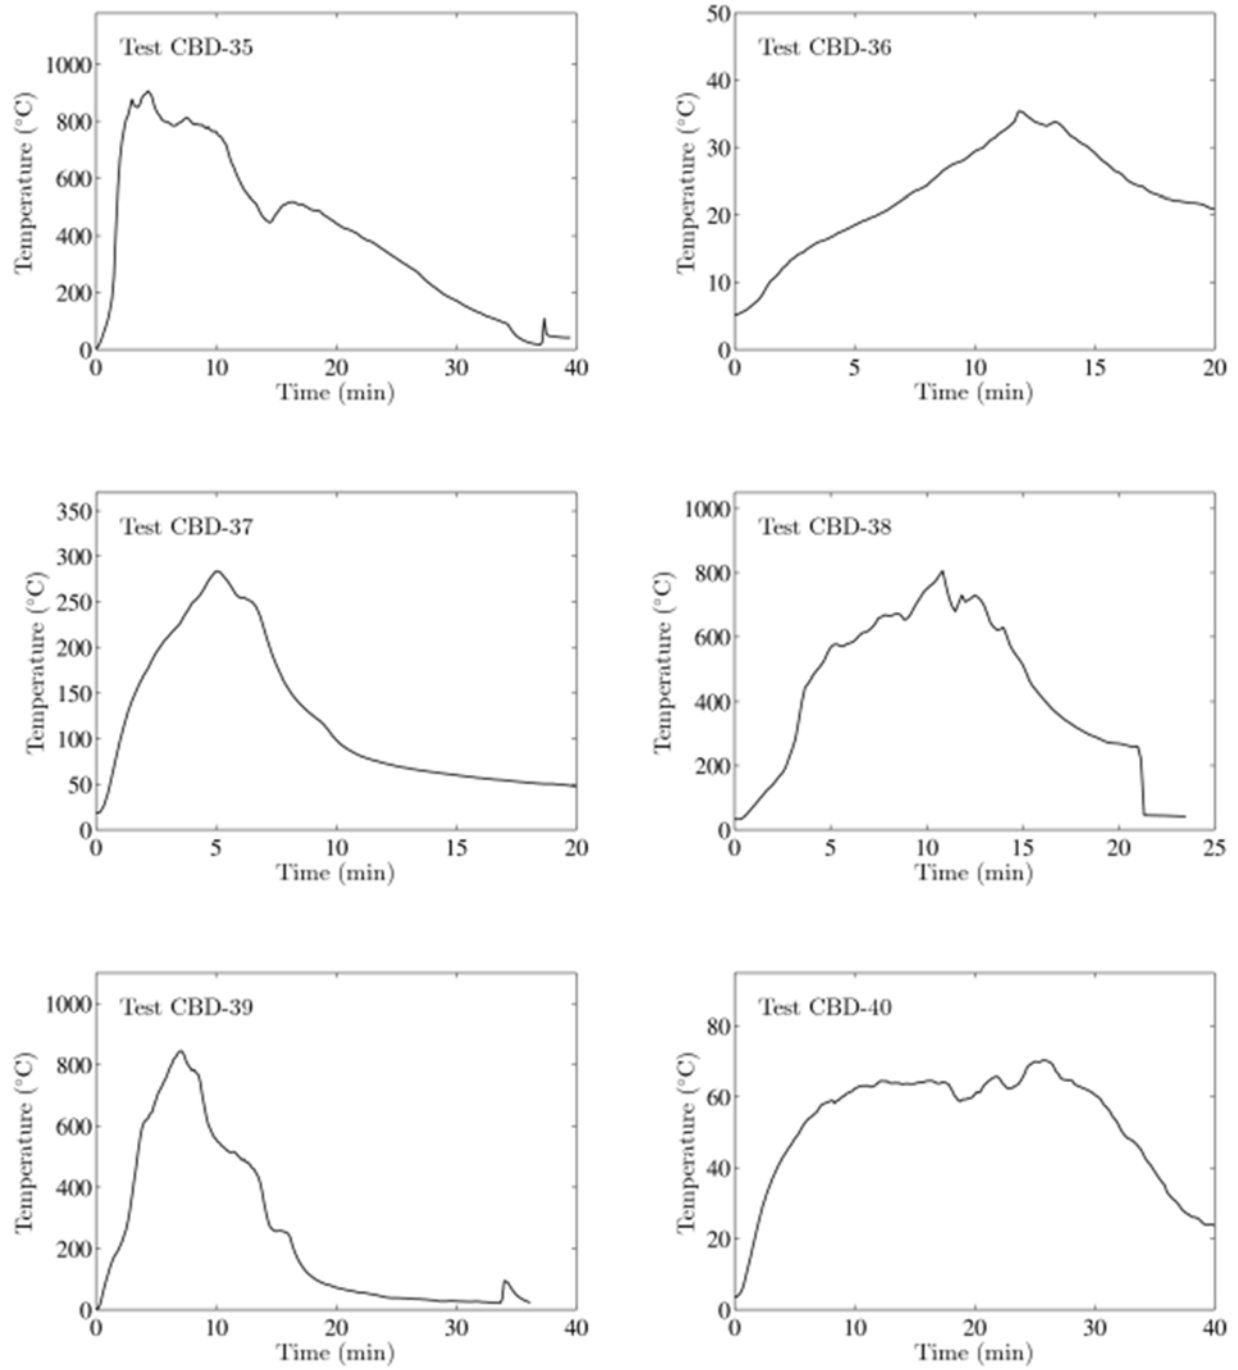 Test CBD-35
1000
800
600
400
200
0
0 10 20 30 40
Temperature (°C)
Time (min)
Test CBD-36
50
40
30
20
10
0
0 5 10 15 20
Temperature (°C)
Time (min)
Test CBD-37
350
300
250
200
150
100
50
0
0 5 10 15 20
Temperature (°C)
Time (min)
Test CBD-38
1000
800
600
400
200
0
0 5 10 15 20 25
Temperature (°C)
Time (min)
Test CBD-39
1000
800
600
400
200
0
0 10 20 30 40
Temperature (°C)
Time (min)
Test CBD-40
80
60
40
20
0
0 10 20 30 40
Temperature (°C)
Time (min)